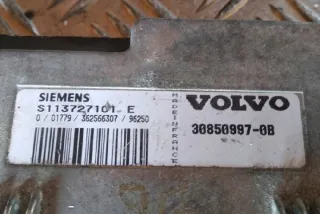 SIEMENS
S113727101 E
0 / 01779 / 362566307 / 96250
MADE IN FRANCE
VOLVO
30850997-0B